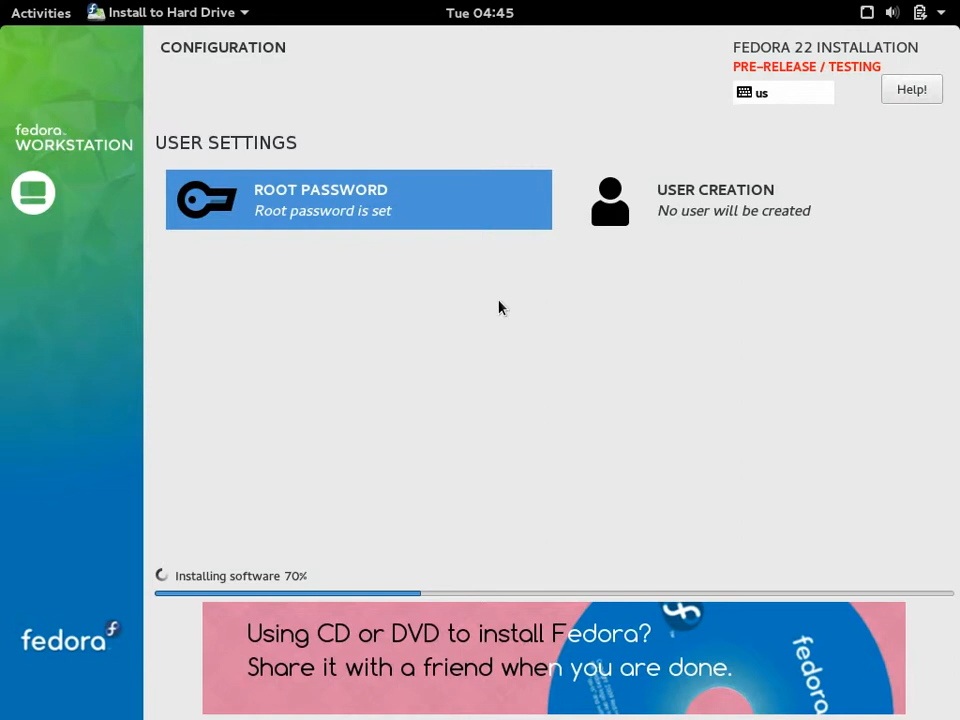 Activities Install to Hard Drive Tue 04:45
CONFIGURATION
FEDORA 22 INSTALLATION
PRE-RELEASE / TESTING
us
Help!
fedora™
WORKSTATION
USER SETTINGS
ROOT PASSWORD
Root password is set
USER CREATION
No user will be created
Installing software 70%
fedora
Using CD or DVD to install Fedora?
Share it with a friend when you are done.
fedora